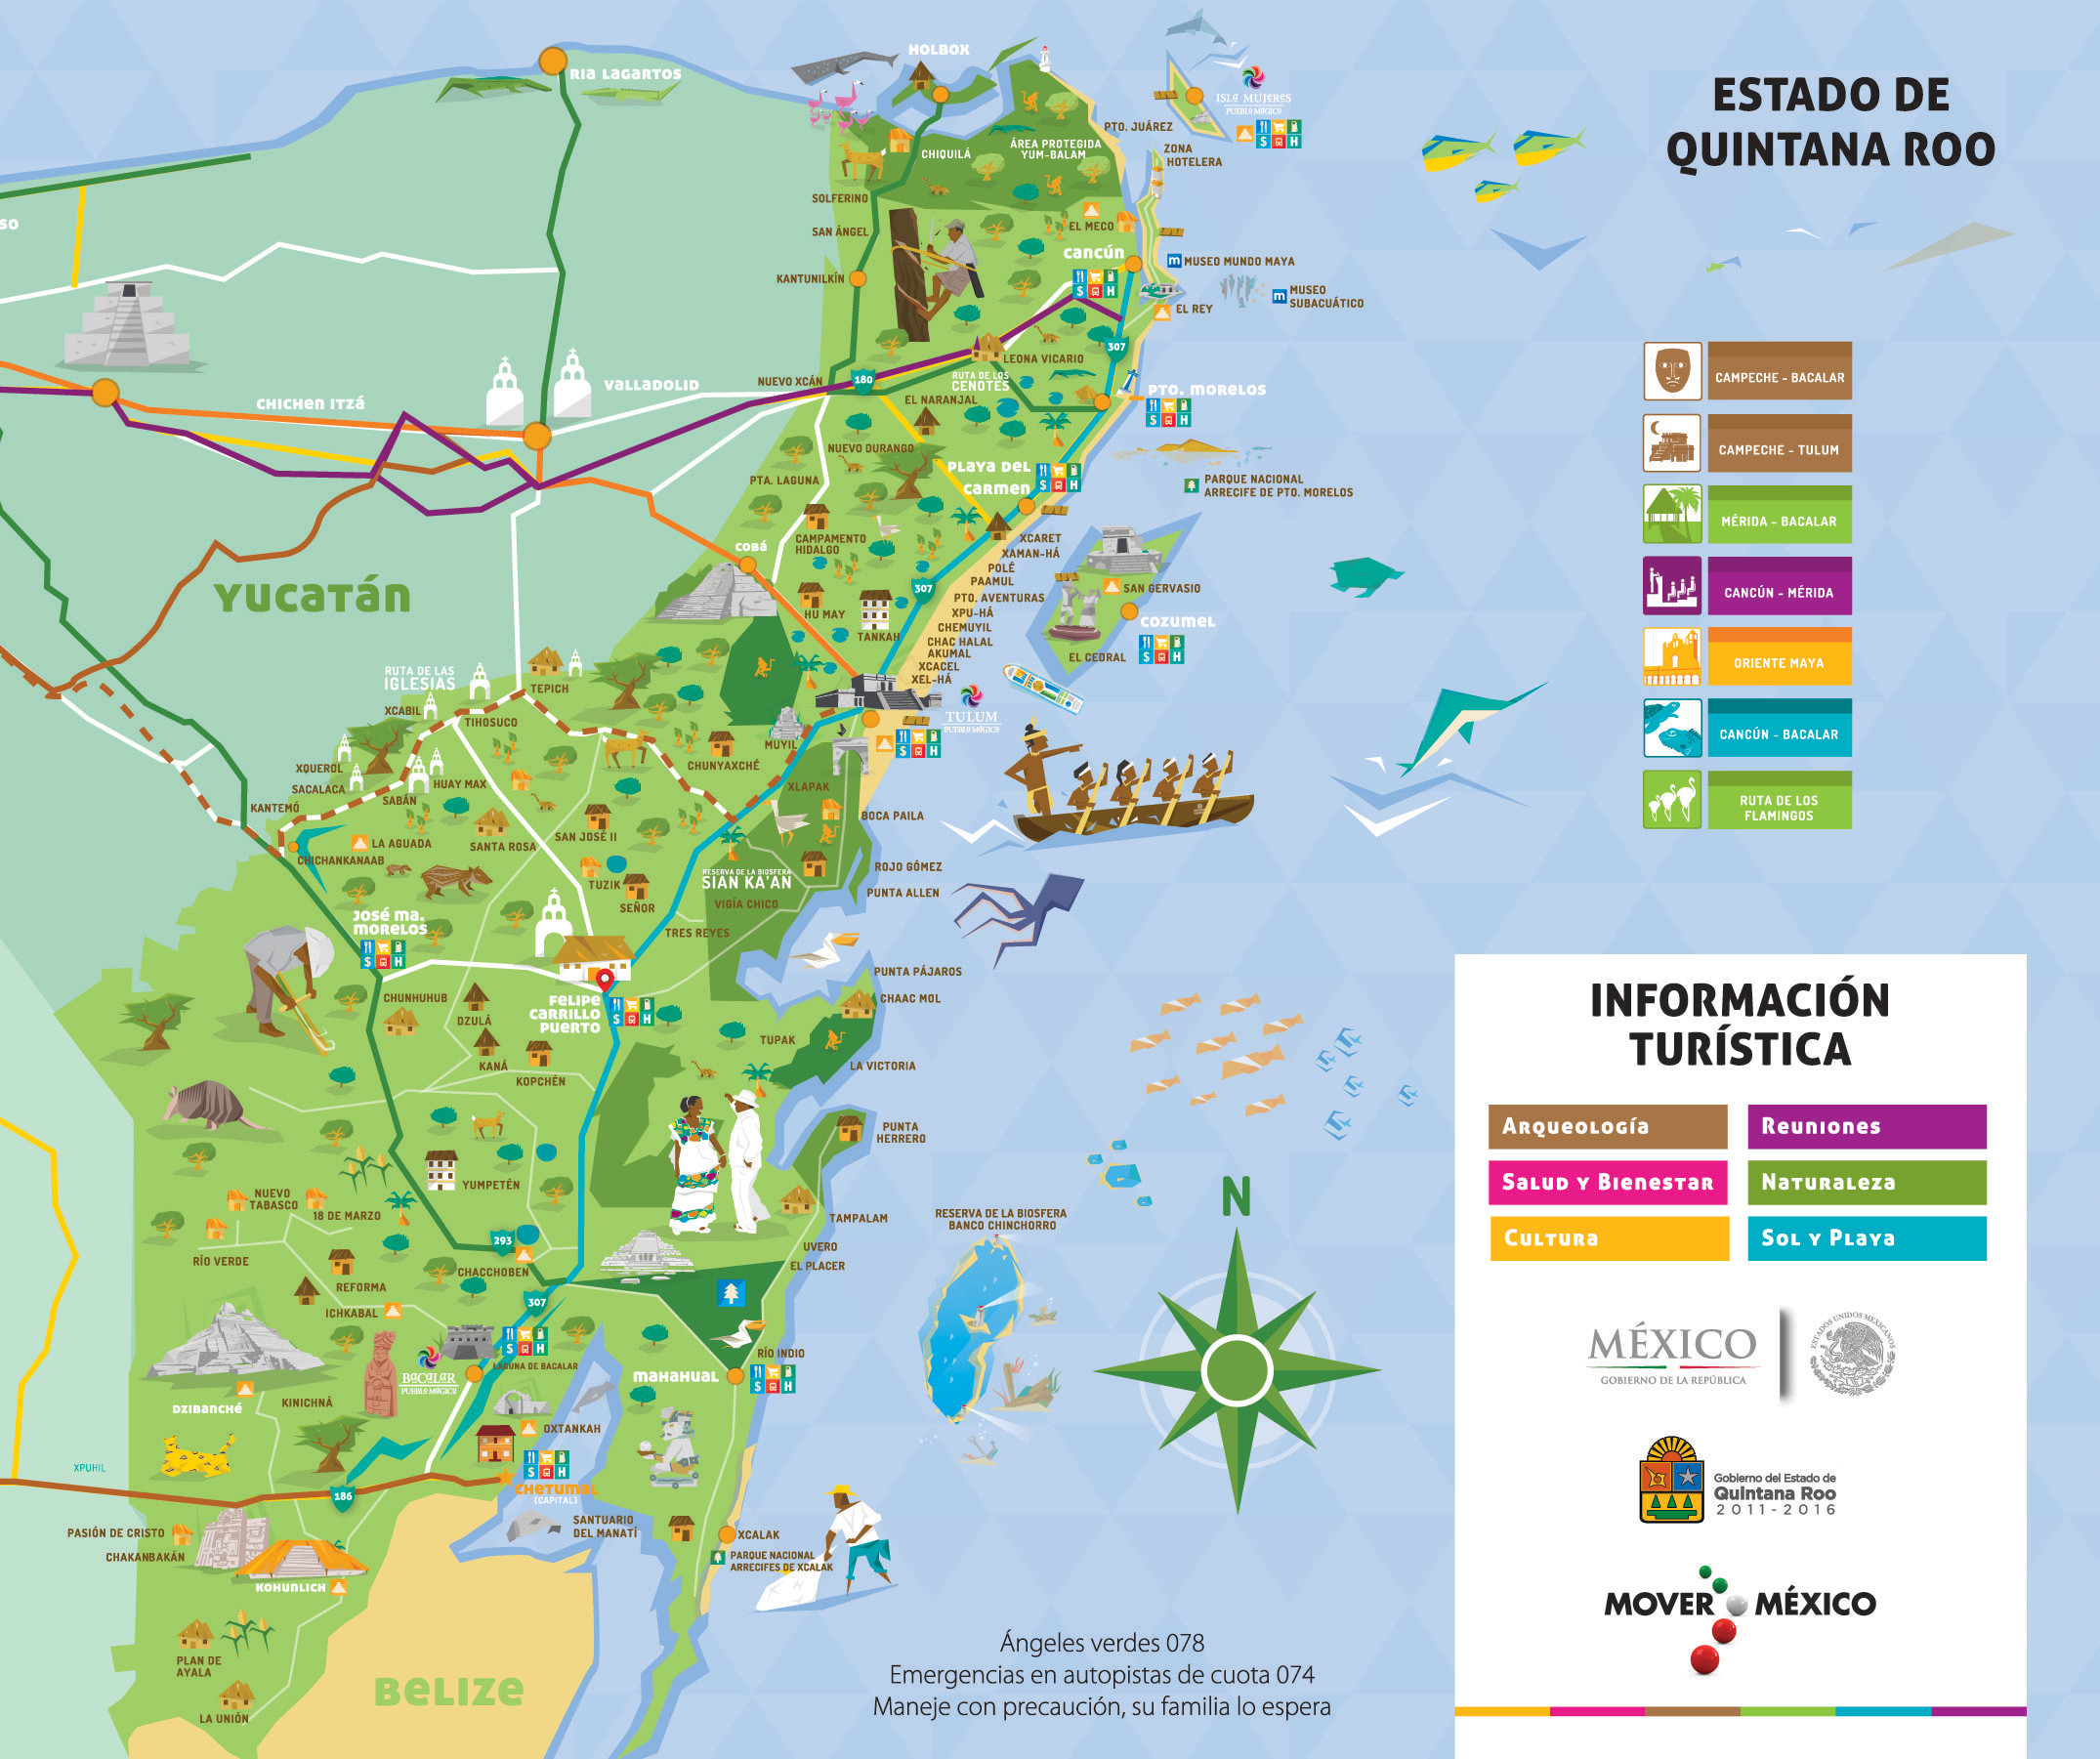 ESTADO DE
QUINTANA ROO
HOLBOX
RIA LAGARTOS
ISLA MUJERES
PUEBLO MÁGICO
S
H
PTO. JUÁREZ
ZONA
HOTELERA
ÁREA PROTEGIDA
YUM-BALAM
CHIQUILÁ
SOLFERINO
SAN ÁNGEL
SO
EL MECO
CANCÚN
S
H
m MUSEO MUNDO MAYA
m MUSEO
SUBACUÁTICO
EL REY
KANTUNILKÍN
307
LEONA VICARIO
RUTA DE LOS
CENOTES
180
NUEVO XCÁN
VALLADOLID
CHICHEN ITZÁ
EL NARANJAL
PTO. MORELOS
S
H
NUEVO DURANGO
PLAYA DEL
CARMEN
S
H
PTA. LAGUNA
PARQUE NACIONAL
ARRECIFE DE PTO. MORELOS
CAMPAMENTO
HIDALGO
COBÁ
XCARET
XAMAN-HÁ
POLÉ
PAAMUL
PTO. AVENTURAS
XPU-HÁ
CHEMUYIL
CHAC HALAL
AKUMAL
XCACEL
XEL-HÁ
307
HU MAY
TANKAH
SAN GERVASIO
COZUMEL
S
H
EL CEDRAL
YUCATÁN
RUTA DE LAS
IGLESIAS
TEPICH
XCABIL
TIHOSUCO
TULUM
PUEBLO MÁGICO
S
H
MUYIL
CHUNYAXCHÉ
XQUEROL
SACALACA
HUAY MAX
SABÁN
KANTEMÓ
XLAPAK
BOCA PAILA
LA AGUADA
CHICHANKANAAB
SANTA ROSA
SAN JOSÉ II
RESERVA DE LA BIOSFERA
SIAN KA'AN
ROJO GÓMEZ
PUNTA ALLEN
TUZIK
SEÑOR
VIGÍA CHICO
TRES REYES
JOSÉ MA.
MORELOS
S
H
PUNTA PÁJAROS
CHAAC MOL
CHUNHUHUB
DZULÁ
FELIPE
CARRILLO
PUERTO
S
H
TUPAK
LA VICTORIA
KANÁ
KOPCHÉN
PUNTA
HERRERO
YUMPETÉN
NUEVO
TABASCO
18 DE MARZO
RÍO VERDE
TAMPALAM
UVERO
EL PLACER
293
CHACCHOBEN
REFORMA
ICHKABAL
307
S
H
LAGUNA DE BACALAR
BACALAR
PUEBLO MÁGICO
RÍO INDIO
MAHAHUAL
S
H
KINICHNÁ
DZIBANCHÉ
OXTANKAH
S
H
CHETUMAL
(CAPITAL)
XPUHIL
186
PASIÓN DE CRISTO
CHAKANBAKÁN
KOHUNLICH
SANTUARIO
DEL MANATÍ
XCALAK
PARQUE NACIONAL
ARRECIFES DE XCALAK
PLAN DE
AYALA
LA UNIÓN
BELIZE
RESERVA DE LA BIOSFERA
BANCO CHINCHORRO
N
Ángeles verdes 078
Emergencias en autopistas de cuota 074
Maneje con precaución, su familia lo espera
CAMPECHE - BACALAR
CAMPECHE - TULUM
MÉRIDA - BACALAR
CANCÚN - MÉRIDA
ORIENTE MAYA
CANCÚN - BACALAR
RUTA DE LOS
FLAMINGOS
INFORMACIÓN
TURÍSTICA
Arqueología
Reuniones
Salud y Bienestar
Naturaleza
Cultura
Sol y Playa
MÉXICO
GOBIERNO DE LA REPÚBLICA
ESTADOS UNIDOS MEXICANOS
Gobierno del Estado de
Quintana Roo
2011-2016
MOVER MÉXICO